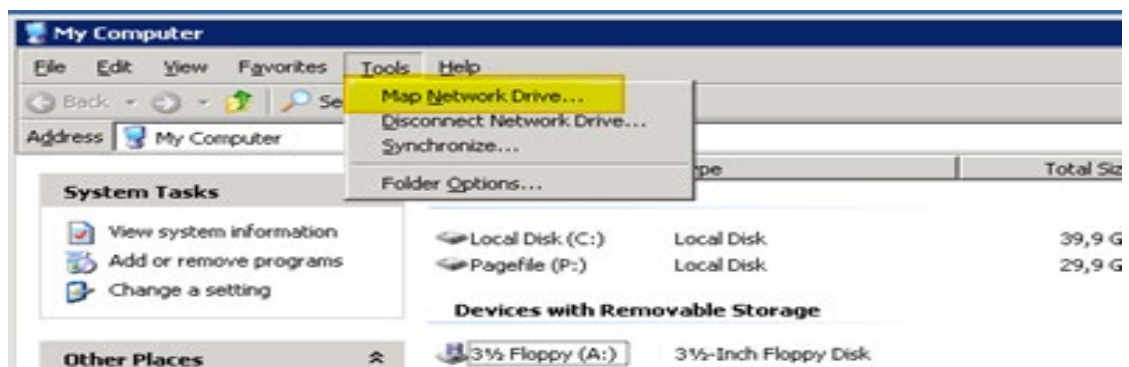 My Computer
File Edit View Favorites Tools Help
Back Se
Map Network Drive...
Disconnect Network Drive...
Synchronize...
Folder Options...
Address My Computer
Total Siz
System Tasks
View system information
Add or remove programs
Change a setting
Local Disk (C:) Local Disk 39,9 G
Pagefile (P:) Local Disk 29,9 G
Devices with Removable Storage
3½ Floppy (A:) 3½-Inch Floppy Disk
Other Places